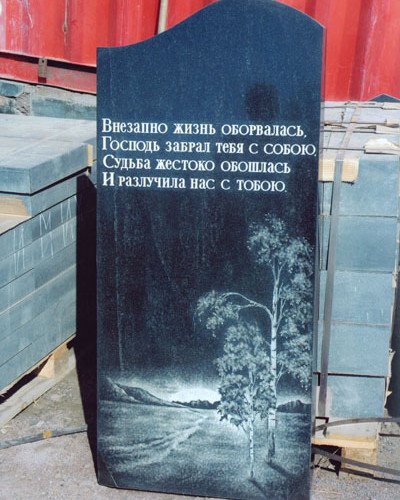 Внезапно жизнь оборвалась,
Господь забрал тебя с собою,
Судьба жестоко обошлась
И разлучила нас с тобою.